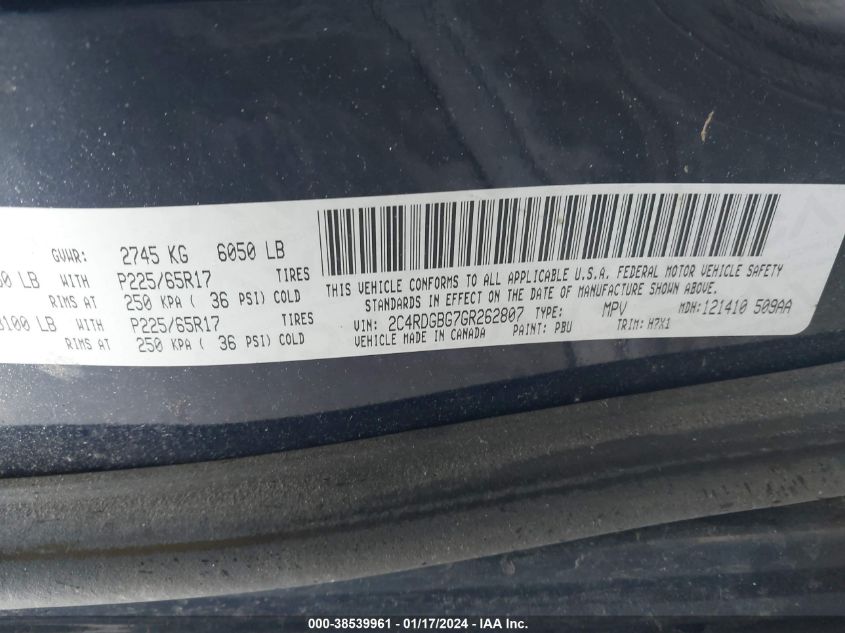 GVWR: 2745 KG 6050 LB
LB WITH P225/65R17 TIRES
RIMS AT 250 KPA ( 36 PSI) COLD
100 LB WITH P225/65R17 TIRES
RIMS AT 250 KPA ( 36 PSI) COLD
THIS VEHICLE CONFORMS TO ALL APPLICABLE U.S.A. FEDERAL MOTOR VEHICLE SAFETY
STANDARDS IN EFFECT ON THE DATE OF MANUFACTURE SHOWN ABOVE.
VIN: 2C4RDGBG7GR262807 TYPE: MPV MDH:121410 509AA
VEHICLE MADE IN CANADA PAINT: PBU TRIM: H7X1
000-38539961 - 01/17/2024 - IAA Inc.